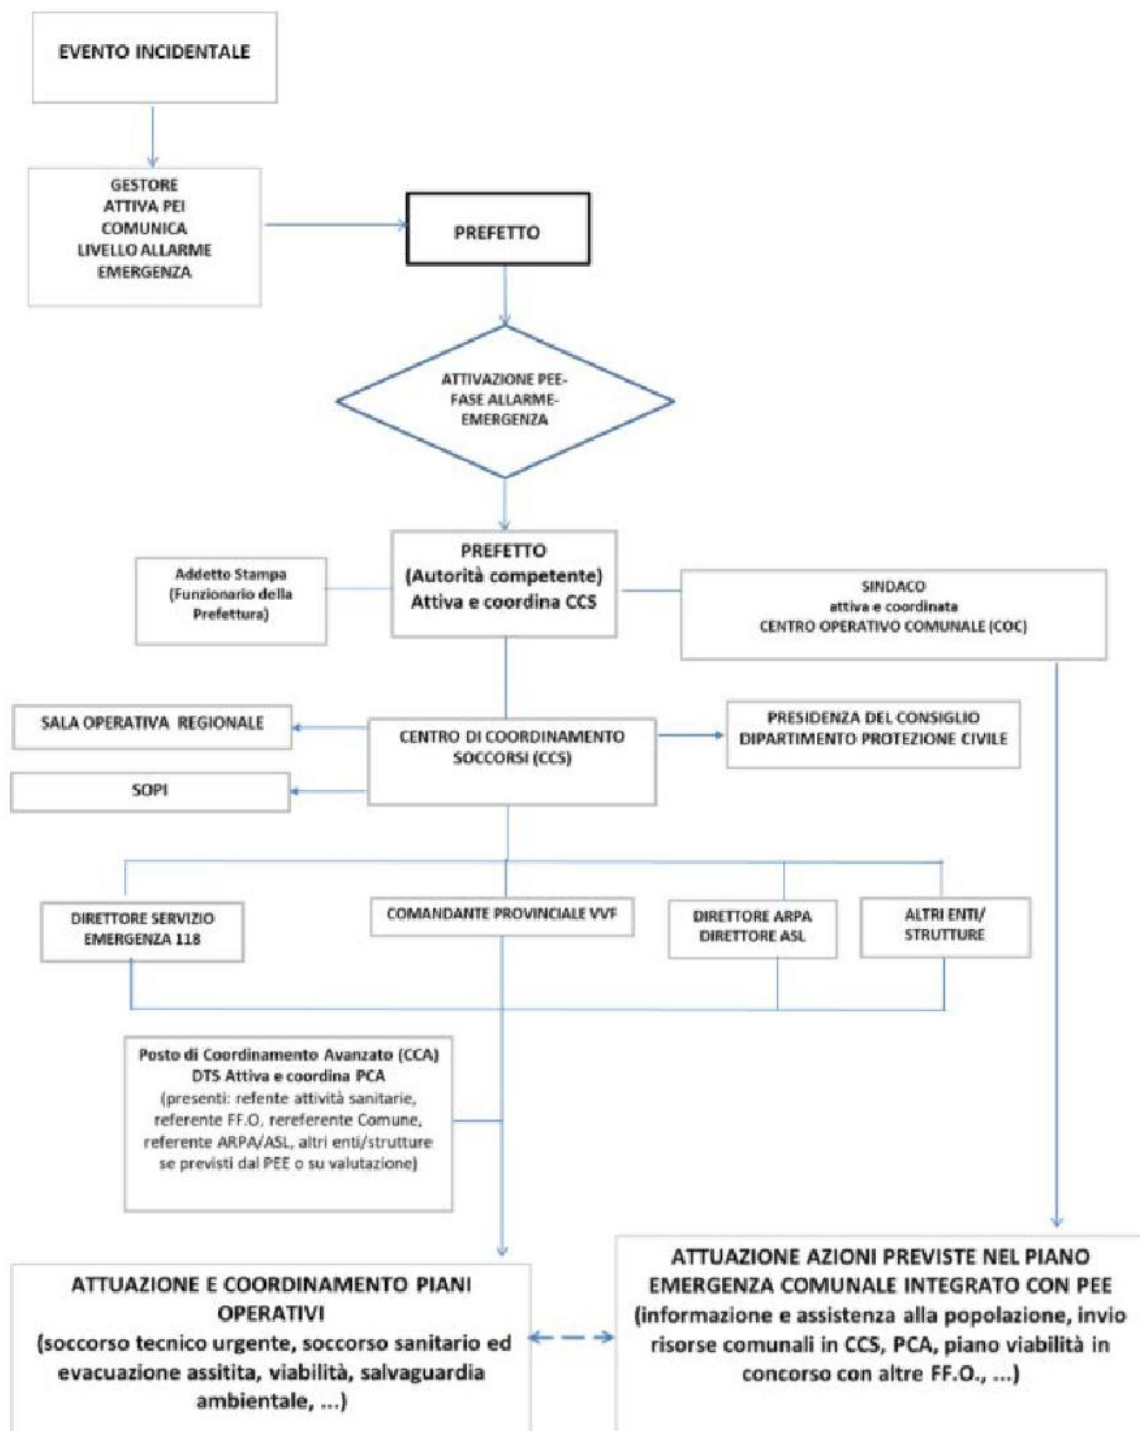 EVENTO INCIDENTALE
GESTORE
ATTIVA PEI
COMUNICA
LIVELLO ALLARME
EMERGENZA
PREFETTO
ATTIVAZIONE PEE-
FASE ALLARME-
EMERGENZA
PREFETTO
(Autorità competente)
Attiva e coordina CCS
Addetto Stampa
(Funzionario della
Prefettura)
SINDACO
attiva e coordinata
CENTRO OPERATIVO COMUNALE (COC)
SALA OPERATIVA REGIONALE
CENTRO DI COORDINAMENTO
SOCCORSI (CCS)
PRESIDENZA DEL CONSIGLIO
DIPARTIMENTO PROTEZIONE CIVILE
SOPI
DIRETTORE SERVIZIO
EMERGENZA 118
COMANDANTE PROVINCIALE VVF
DIRETTORE ARPA
DIRETTORE ASL
ALTRI ENTI/
STRUTTURE
Posto di Coordinamento Avanzato (CCA)
DTS Attiva e coordina PCA
(presenti: refente attività sanitarie,
referente FF.O, rereferente Comune,
referente ARPA/ASL, altri enti/strutture
se previsti dal PEE o su valutazione)
ATTUAZIONE E COORDINAMENTO PIANI
OPERATIVI
(soccorso tecnico urgente, soccorso sanitario ed
evacuazione assitita, viabilità, salvaguardia
ambientale, ...)
ATTUAZIONE AZIONI PREVISTE NEL PIANO
EMERGENZA COMUNALE INTEGRATO CON PEE
(informazione e assistenza alla popolazione, invio
risorse comunali in CCS, PCA, piano viabilità in
concorso con altre FF.O., ...)